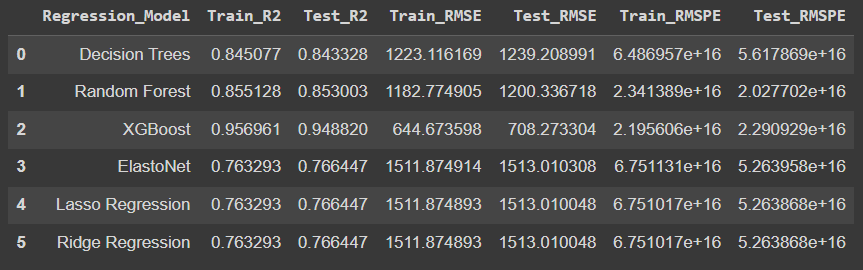 Regression_Model Train_R2 Test_R2 Train_RMSE Test_RMSE Train_RMSPE Test_RMSPE
0 Decision Trees 0.845077 0.843328 1223.116169 1239.208991 6.486957e+16 5.617869e+16
1 Random Forest 0.855128 0.853003 1182.774905 1200.336718 2.341389e+16 2.027702e+16
2 XGBoost 0.956961 0.948820 644.673598 708.273304 2.195606e+16 2.290929e+16
3 ElastoNet 0.763293 0.766447 1511.874914 1513.010308 6.751131e+16 5.263958e+16
4 Lasso Regression 0.763293 0.766447 1511.874893 1513.010048 6.751017e+16 5.263868e+16
5 Ridge Regression 0.763293 0.766447 1511.874893 1513.010048 6.751017e+16 5.263868e+16